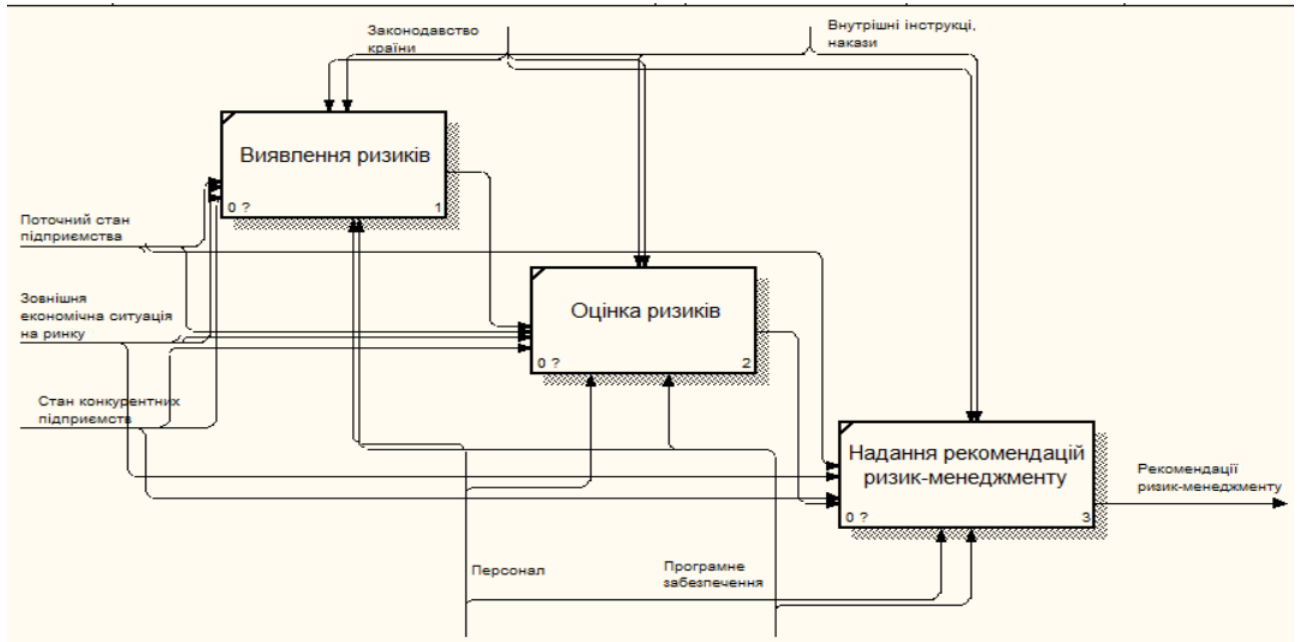 Законодавство
країни
Внутрішні інструкці,
накази
Виявлення ризиків
0 ?
1
Поточний стан
підприємства
Зовнішня
економічна ситуація
на ринку
Оцінка ризиків
0 ?
2
Стан конкурентних
підприємств
Надання рекомендацій
ризик-менеджменту
0 ?
3
Рекомендації
ризик-менеджменту
Персонал
Програмне
забезпечення